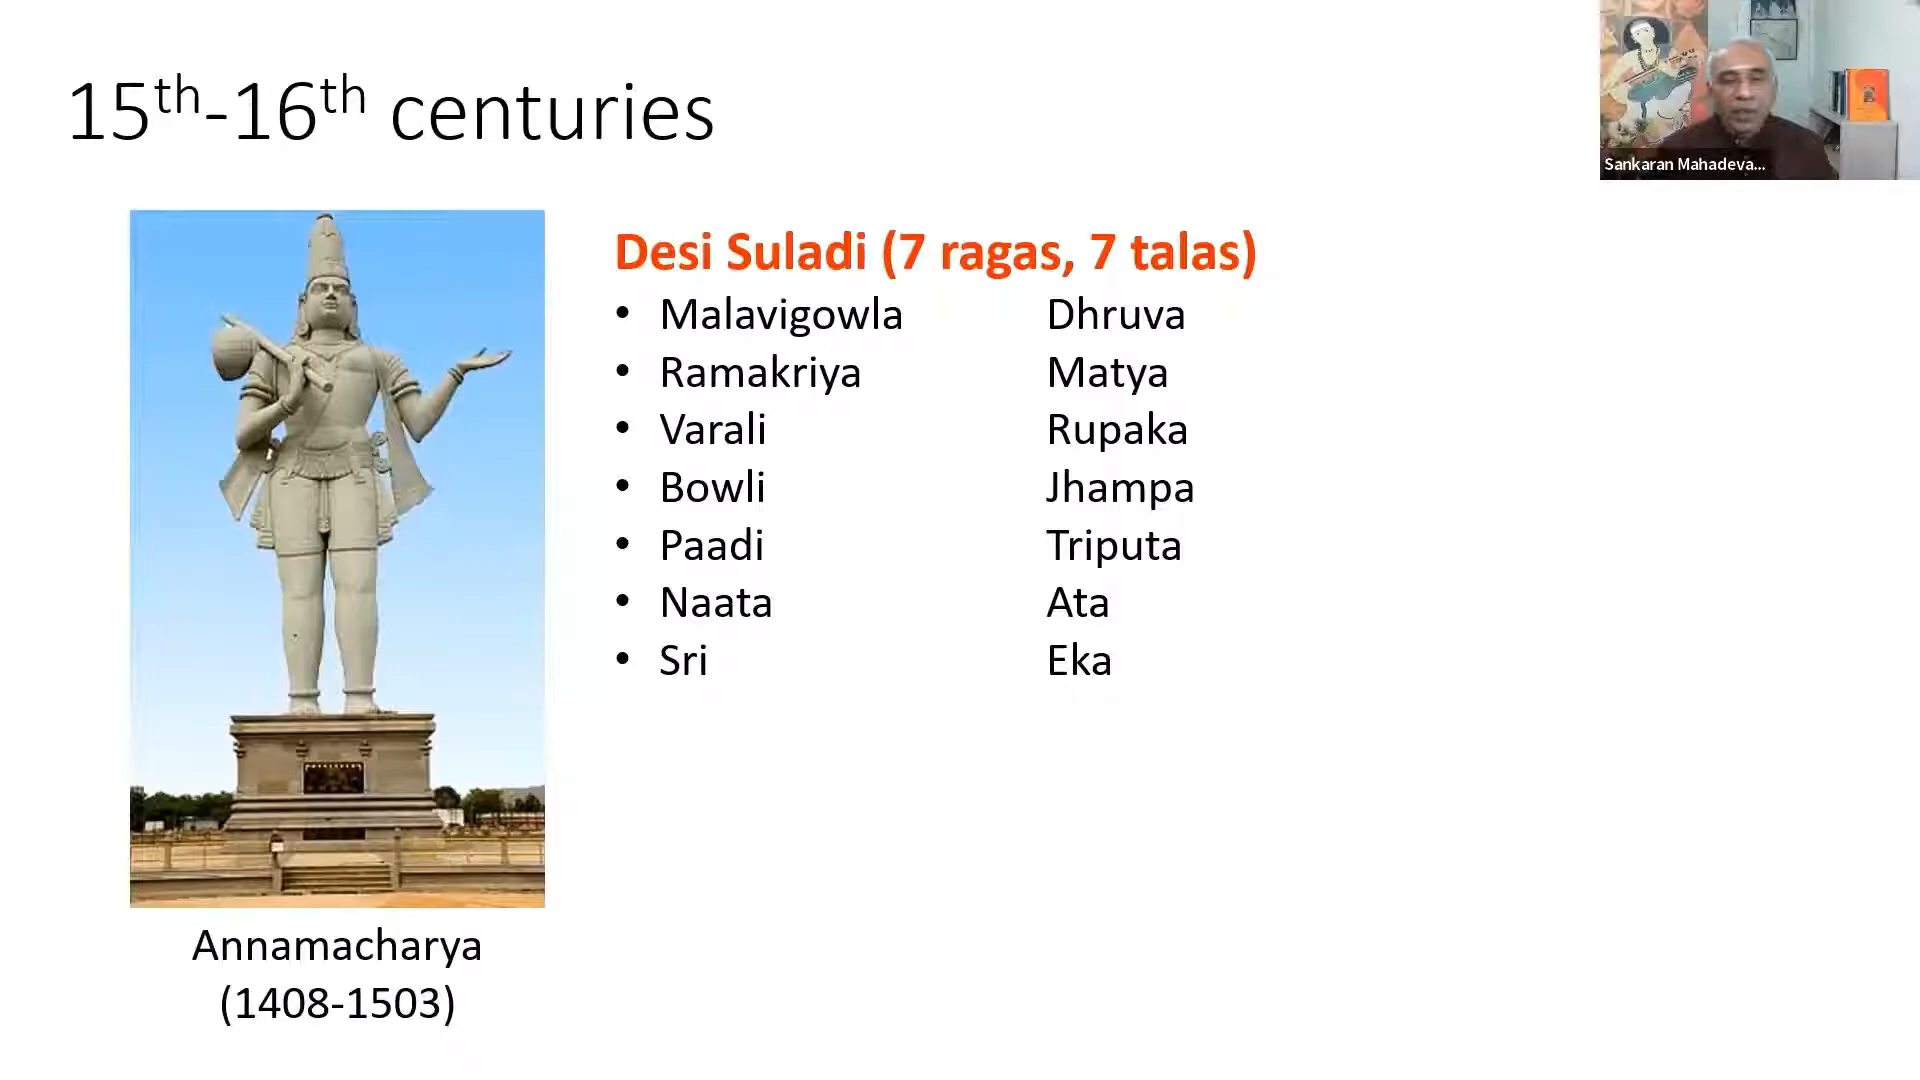 15th-16th centuries
Sankaran Mahadeva...
Desi Suladi (7 ragas, 7 talas)
• Malavigowla Dhruva
• Ramakriya Matya
• Varali Rupaka
• Bowli Jhampa
• Paadi Triputa
• Naata Ata
• Sri Eka
Annamacharya
(1408-1503)